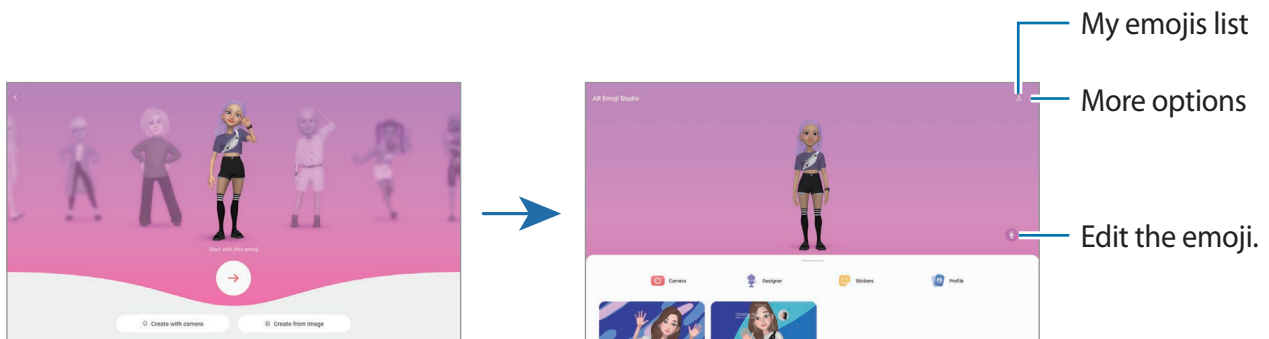 My emojis list
AR Emoji Studio
More options
Start with this emoji
Edit the emoji.
Camera
Designer
Stickers
Profile
Create with camera
Create from image